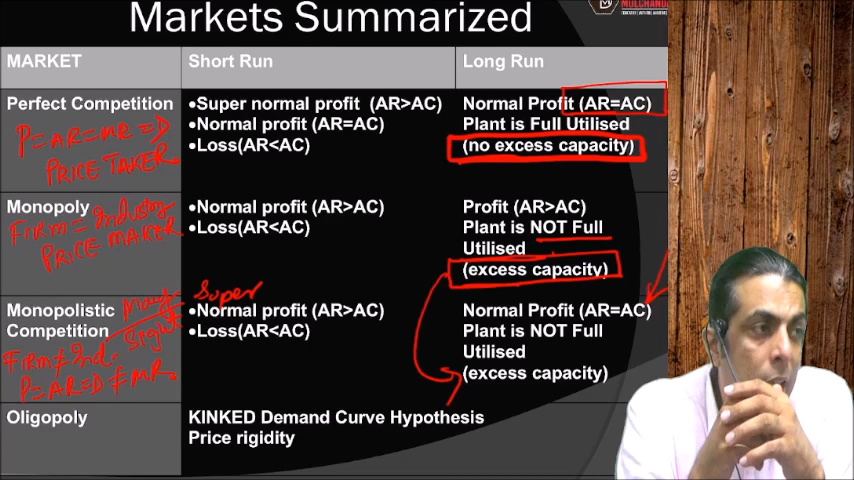 Markets Summarized
MULCHANDA
MARKET
Short Run
Long Run
Perfect Competition
P=AR=MR=D
PRICE TAKER
•Super normal profit (AR>AC)
•Normal profit (AR=AC)
•Loss(AR<AC)
Normal Profit (AR=AC)
Plant is Full Utilised
(no excess capacity)
Monopoly
FIRM = Industry
PRICE MAKER
•Normal profit (AR>AC)
•Loss(AR<AC)
Profit (AR>AC)
Plant is NOT Full
Utilised
(excess capacity)
Monopolistic
Competition
Firm ≠ Ind.
P=AR=D≠MR
Super
•Normal profit (AR>AC)
•Loss(AR<AC)
Normal Profit (AR=AC)
Plant is NOT Full
Utilised
(excess capacity)
Oligopoly
KINKED Demand Curve Hypothesis
Price rigidity